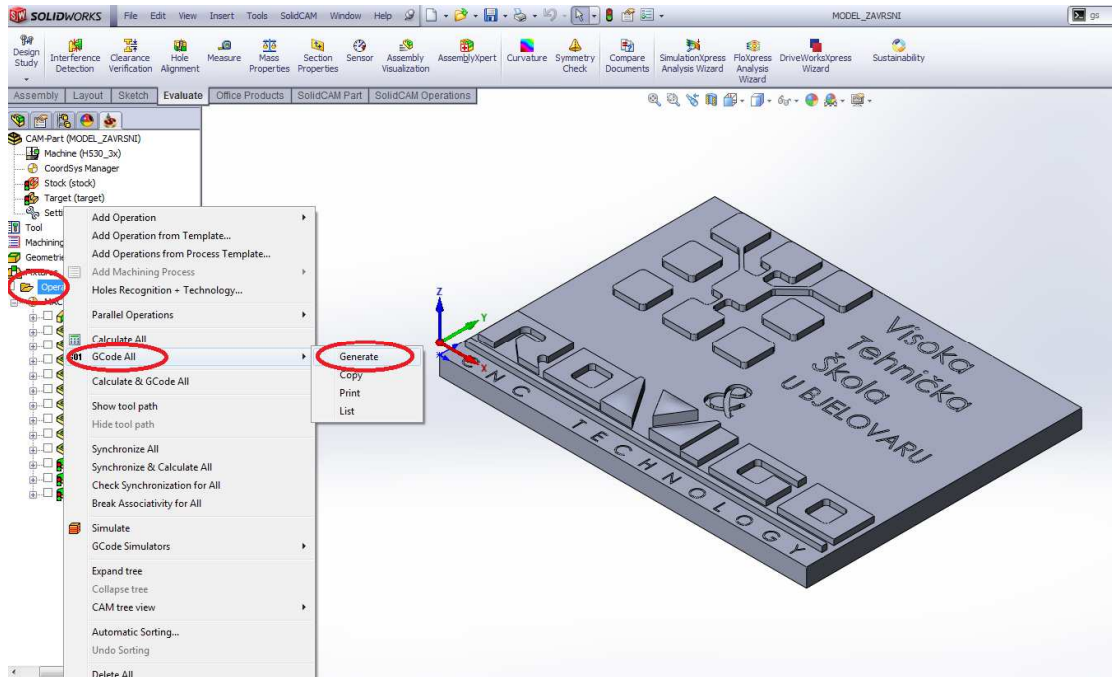 SOLIDWORKS File Edit View Insert Tools SolidCAM Window Help MODEL_ZAVRSNI gs
Design Study
Interference Detection
Clearance Verification
Hole Alignment
Measure
Mass Properties
Section Properties
Sensor
Assembly Visualization
AssemblyXpert
Curvature
Symmetry Check
Compare Documents
SimulationXpress Analysis Wizard
FloXpress Analysis Wizard
DriveWorksXpress Wizard
Sustainability
Assembly Layout Sketch Evaluate Office Products SolidCAM Part SolidCAM Operations
CAM-Part (MODEL_ZAVRSNI)
Machine (H530_3x)
CoordSys Manager
Stock (stock)
Target (target)
Setti
Tool
Machining
Geometrie
Fixtures
Opera
MAC
Add Operation
Add Operation from Template...
Add Operations from Process Template...
Add Machining Process
Holes Recognition + Technology...
Parallel Operations
Calculate All
GCode All
Calculate & GCode All
Show tool path
Hide tool path
Synchronize All
Synchronize & Calculate All
Check Synchronization for All
Break Associativity for All
Simulate
GCode Simulators
Expand tree
Collapse tree
CAM tree view
Automatic Sorting...
Undo Sorting
Delete All
Generate
Copy
Print
List
Z
Y
X
Visoka
Tehnička
Škola
U BJELOVARU
&
CNC TECHNOLOGY